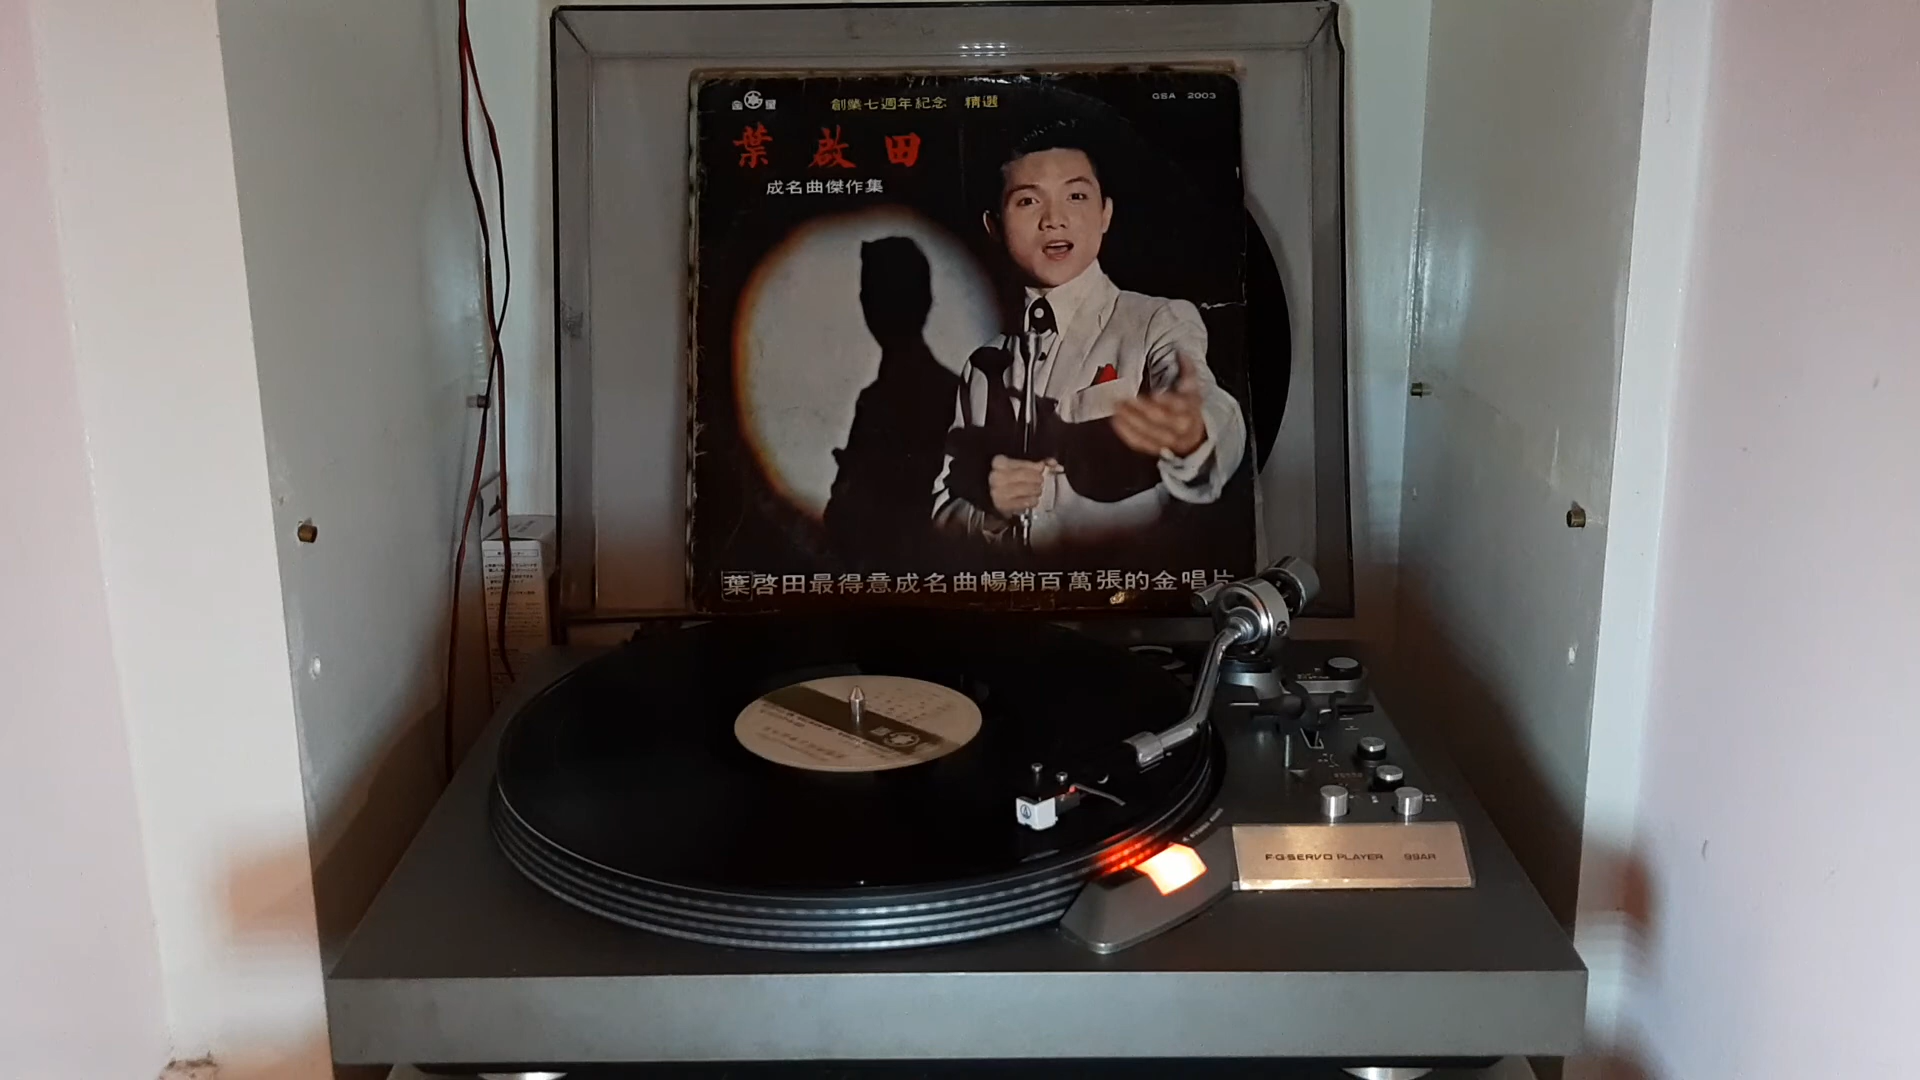 金星
創業七週年紀念 精選
GSA 2003
葉啟田
成名曲傑作集
葉啓田最得意成名曲暢銷百萬張的金唱片
FG-SERVO PLAYER 99AR